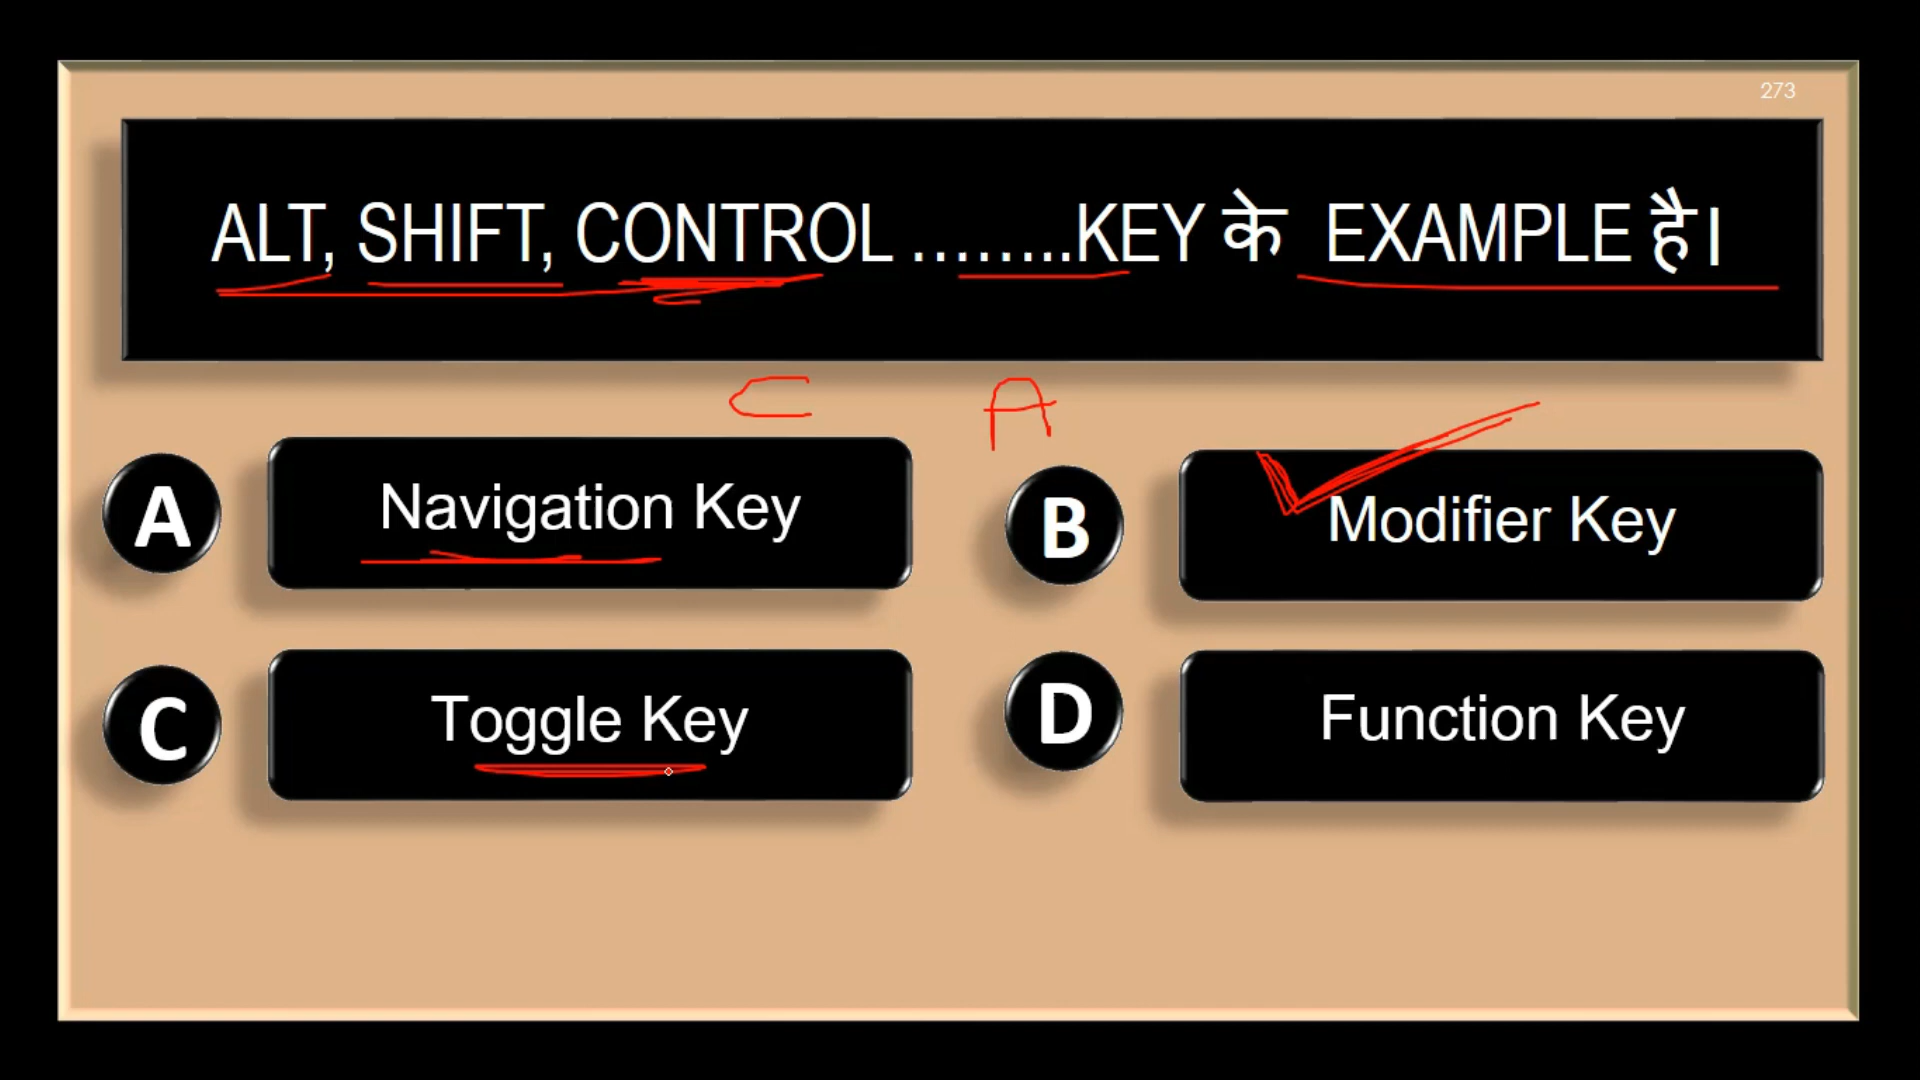 273
ALT, SHIFT, CONTROL ........KEY के EXAMPLE है।
C A
A Navigation Key
B Modifier Key
C Toggle Key
D Function Key